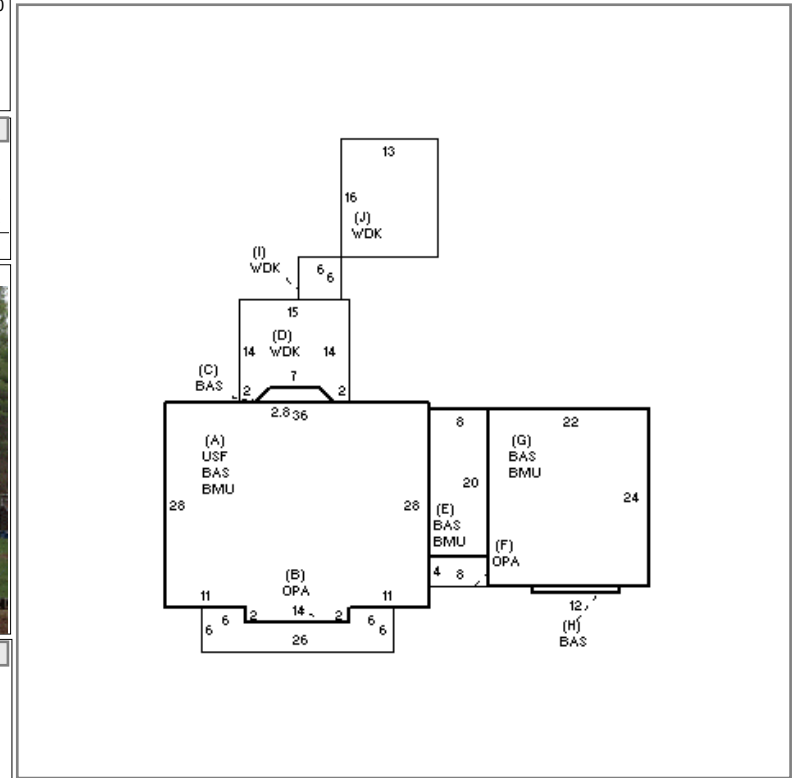 13
16
(J)
WDK
(I)
WDK
6
6
15
(D)
WDK
14
14
(C)
BAS
7
2
2
2.8 36
(A)
USF
BAS
BMU
28
28
8
20
(E)
BAS
BMU
22
(G)
BAS
BMU
24
(F)
OPA
4
8
(B)
OPA
11
11
2
14
2
6
6
6
6
26
12
(H)
BAS